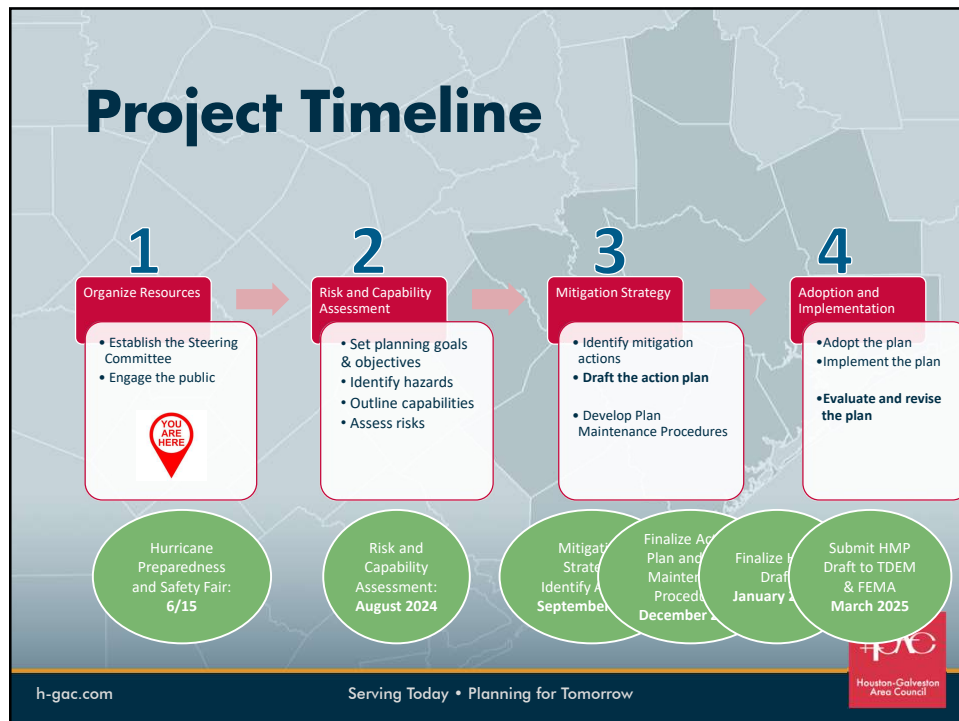 Project Timeline
1
Organize Resources
• Establish the Steering
Committee
• Engage the public
YOU
ARE
HERE
2
Risk and Capability
Assessment
• Set planning goals
& objectives
• Identify hazards
• Outline capabilities
• Assess risks
3
Mitigation Strategy
• Identify mitigation
actions
• Draft the action plan
• Develop Plan
Maintenance Procedures
4
Adoption and
Implementation
•Adopt the plan
•Implement the plan
•Evaluate and revise
the plan
Hurricane
Preparedness
and Safety Fair:
6/15
Risk and
Capability
Assessment:
August 2024
Identify
September
Finalize
Plan and
December
Finalize
January
Submit HMP
Draft to TDEM
& FEMA
March 2025
h-gac.com
Serving Today • Planning for Tomorrow
Houston-Galveston
Area Council